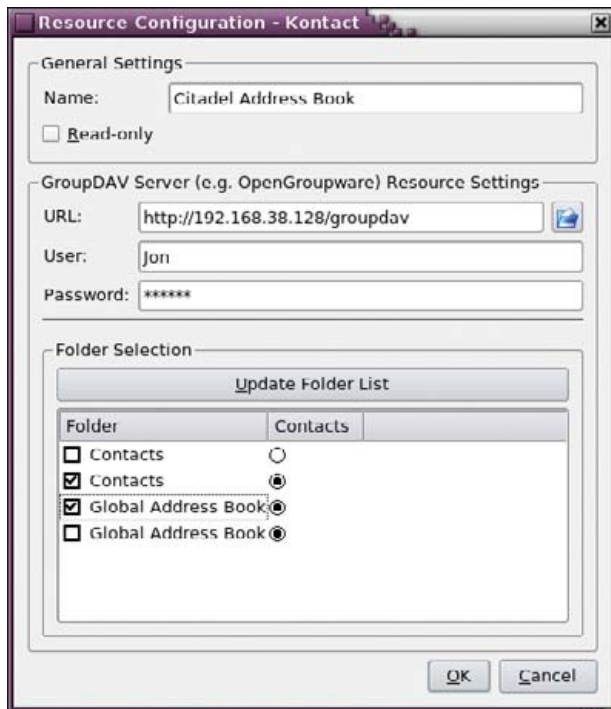 Resource Configuration - Kontact
General Settings
Name: Citadel Address Book
Read-only
GroupDAV Server (e.g. OpenGroupware) Resource Settings
URL: http://192.168.38.128/groupdav
User: Jon
Password: ******
Folder Selection
Update Folder List
Folder Contacts
Contacts
Contacts
Global Address Book
Global Address Book
OK Cancel